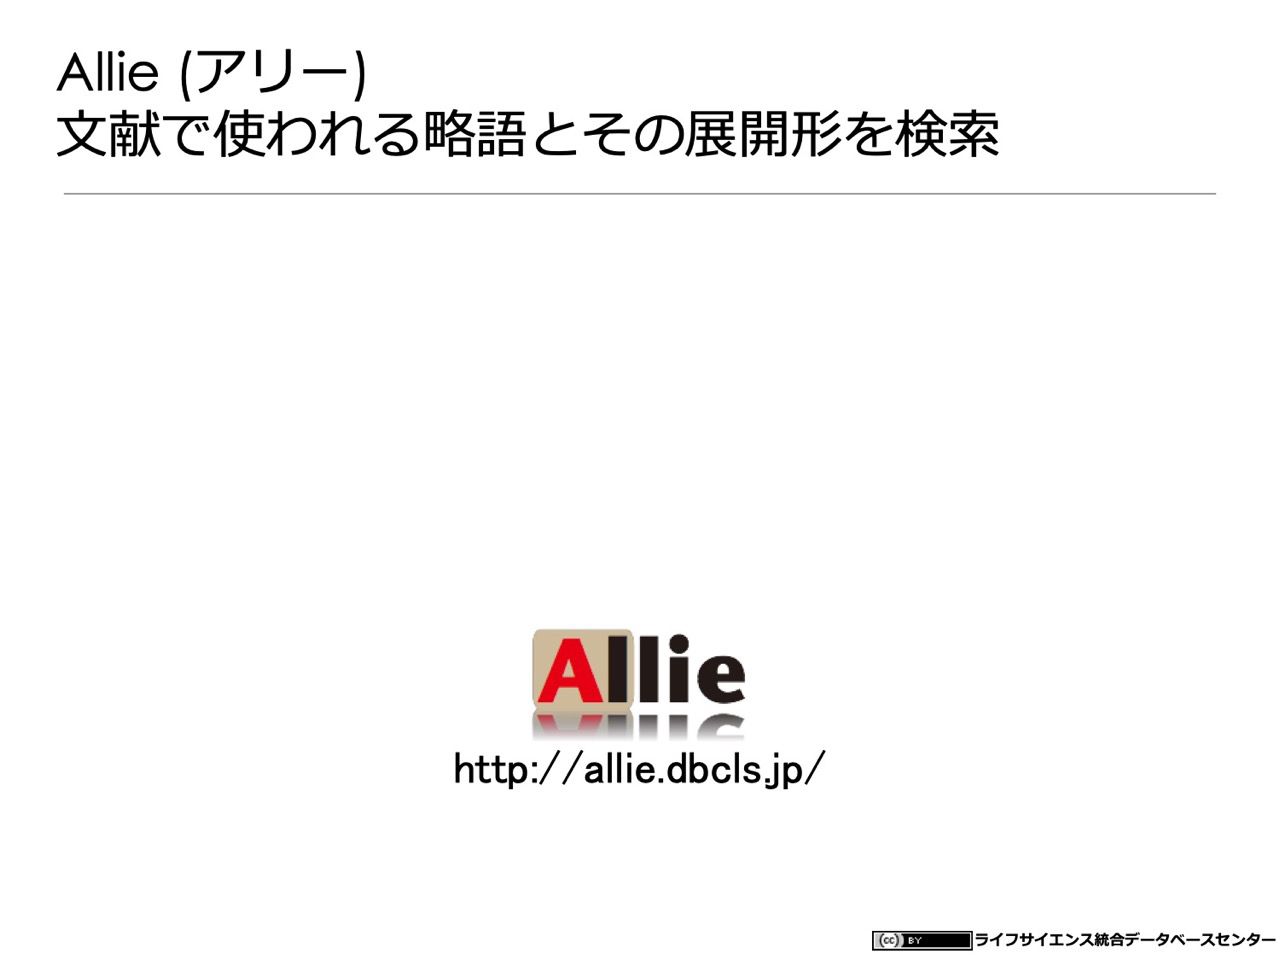 Allie (アリー)
文献で使われる略語とその展開形を検索
Allie
http://allie.dbcls.jp/
cc BY ライフサイエンス統合データベースセンター